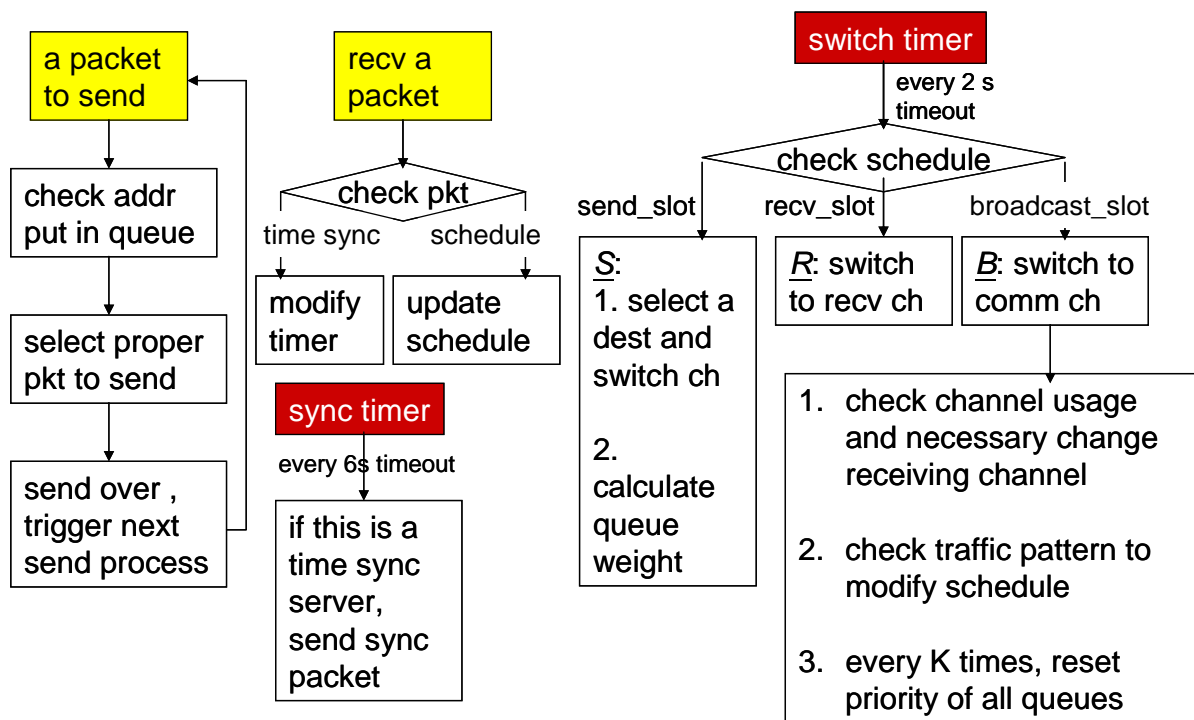 a packet
to send
check addr
put in queue
select proper
pkt to send
send over ,
trigger next
send process
recv a
packet
check pkt
time sync
schedule
modify
timer
update
schedule
sync timer
every 6s timeout
if this is a
time sync
server,
send sync
packet
switch timer
every 2 s
timeout
check schedule
send_slot
recv_slot
broadcast_slot
S:
1. select a
dest and
switch ch
2.
calculate
queue
weight
R: switch
to recv ch
B: switch to
comm ch
1. check channel usage
and necessary change
receiving channel
2. check traffic pattern to
modify schedule
3. every K times, reset
priority of all queues